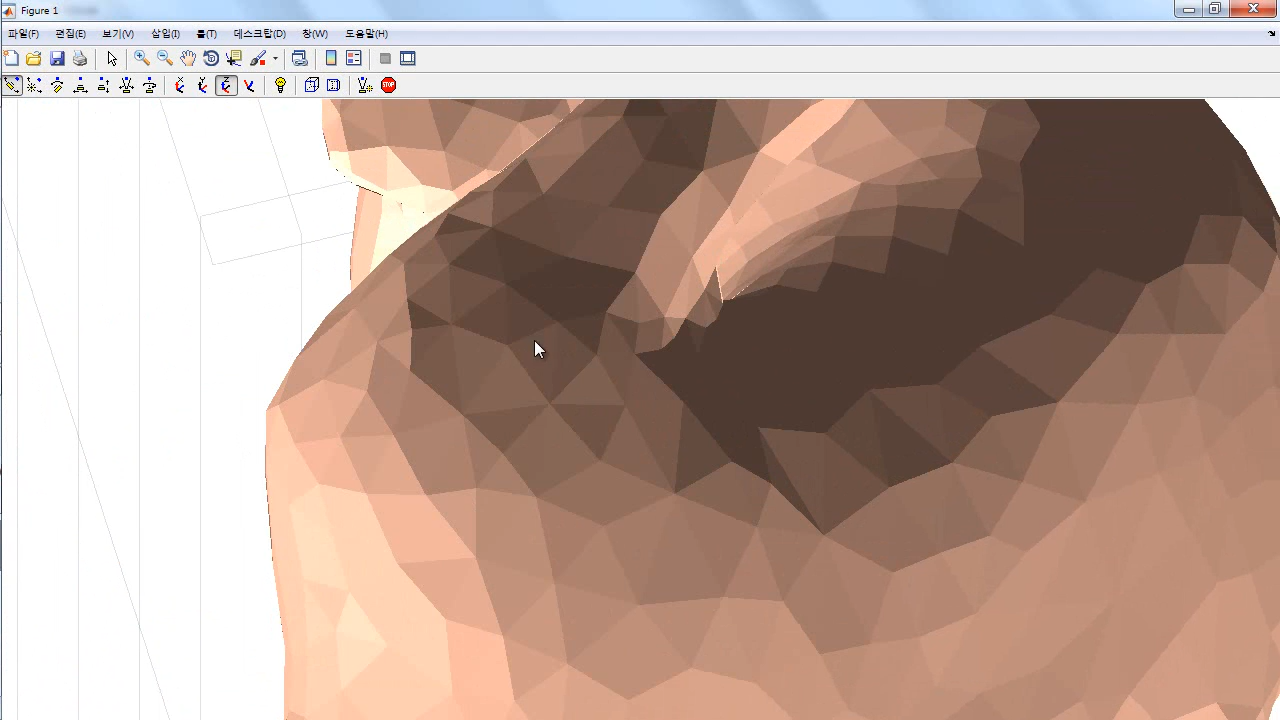 Figure 1
파일(F) 편집(E) 보기(V) 삽입(I) 툴(T) 데스크탑(D) 창(W) 도움말(H)
STOP